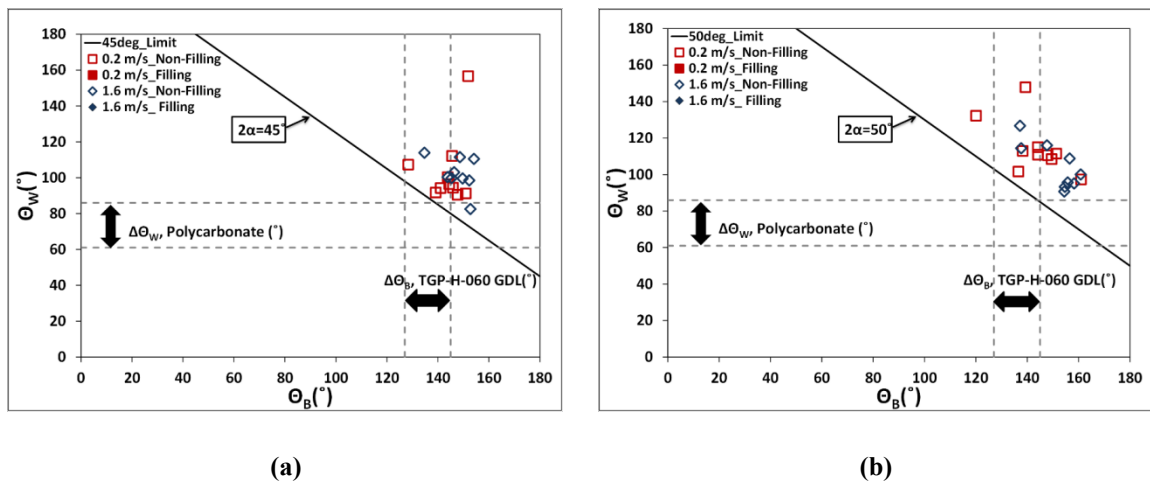 (a)
180
160
140
120
100
80
60
40
20
0
Θ_W(°)
45deg_Limit
0.2 m/s_Non-Filling
0.2 m/s_Filling
1.6 m/s_Non-Filling
1.6 m/s_ Filling
2α=45°
ΔΘ_W, Polycarbonate (°)
ΔΘ_B, TGP-H-060 GDL(°)
0 20 40 60 80 100 120 140 160 180
Θ_B(°)
(b)
180
160
140
120
100
80
60
40
20
0
Θ_W(°)
50deg_Limit
0.2 m/s_Non-Filling
0.2 m/s_Filling
1.6 m/s_Non-Filling
1.6 m/s_ Filling
2α=50°
ΔΘ_W, Polycarbonate (°)
ΔΘ_B, TGP-H-060 GDL(°)
0 20 40 60 80 100 120 140 160 180
Θ_B(°)
(a)
(b)